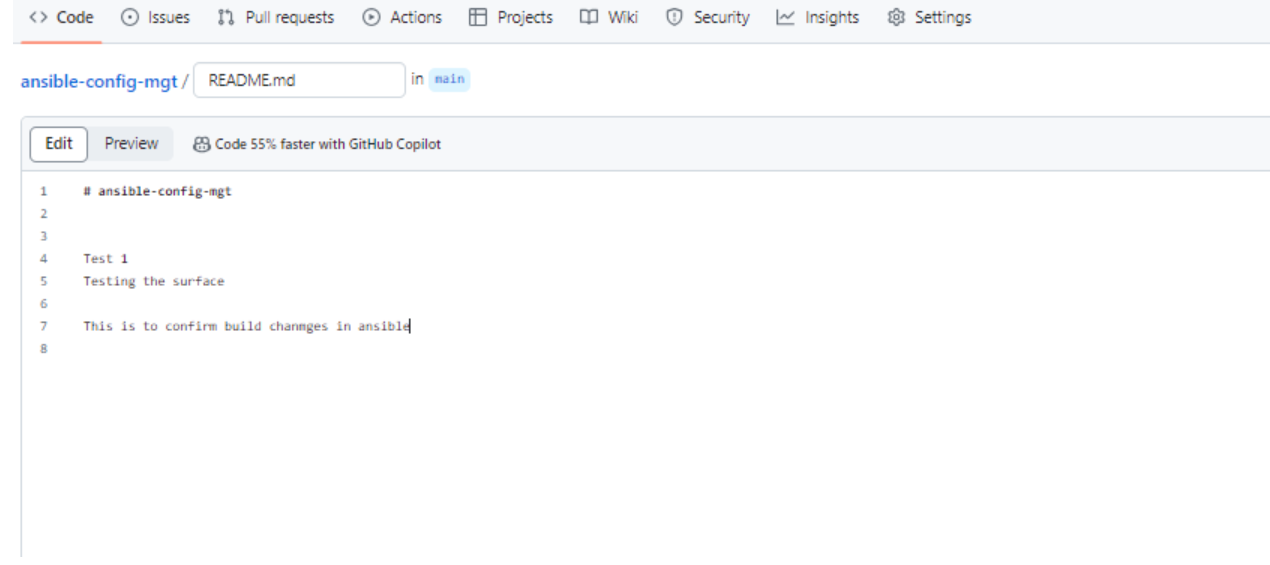 <> Code Issues Pull requests Actions Projects Wiki Security Insights Settings
ansible-config-mgt / README.md in main
Edit Preview Code 55% faster with GitHub Copilot
1 # ansible-config-mgt
2
3
4 Test 1
5 Testing the surface
6
7 This is to confirm build chanmges in ansible
8